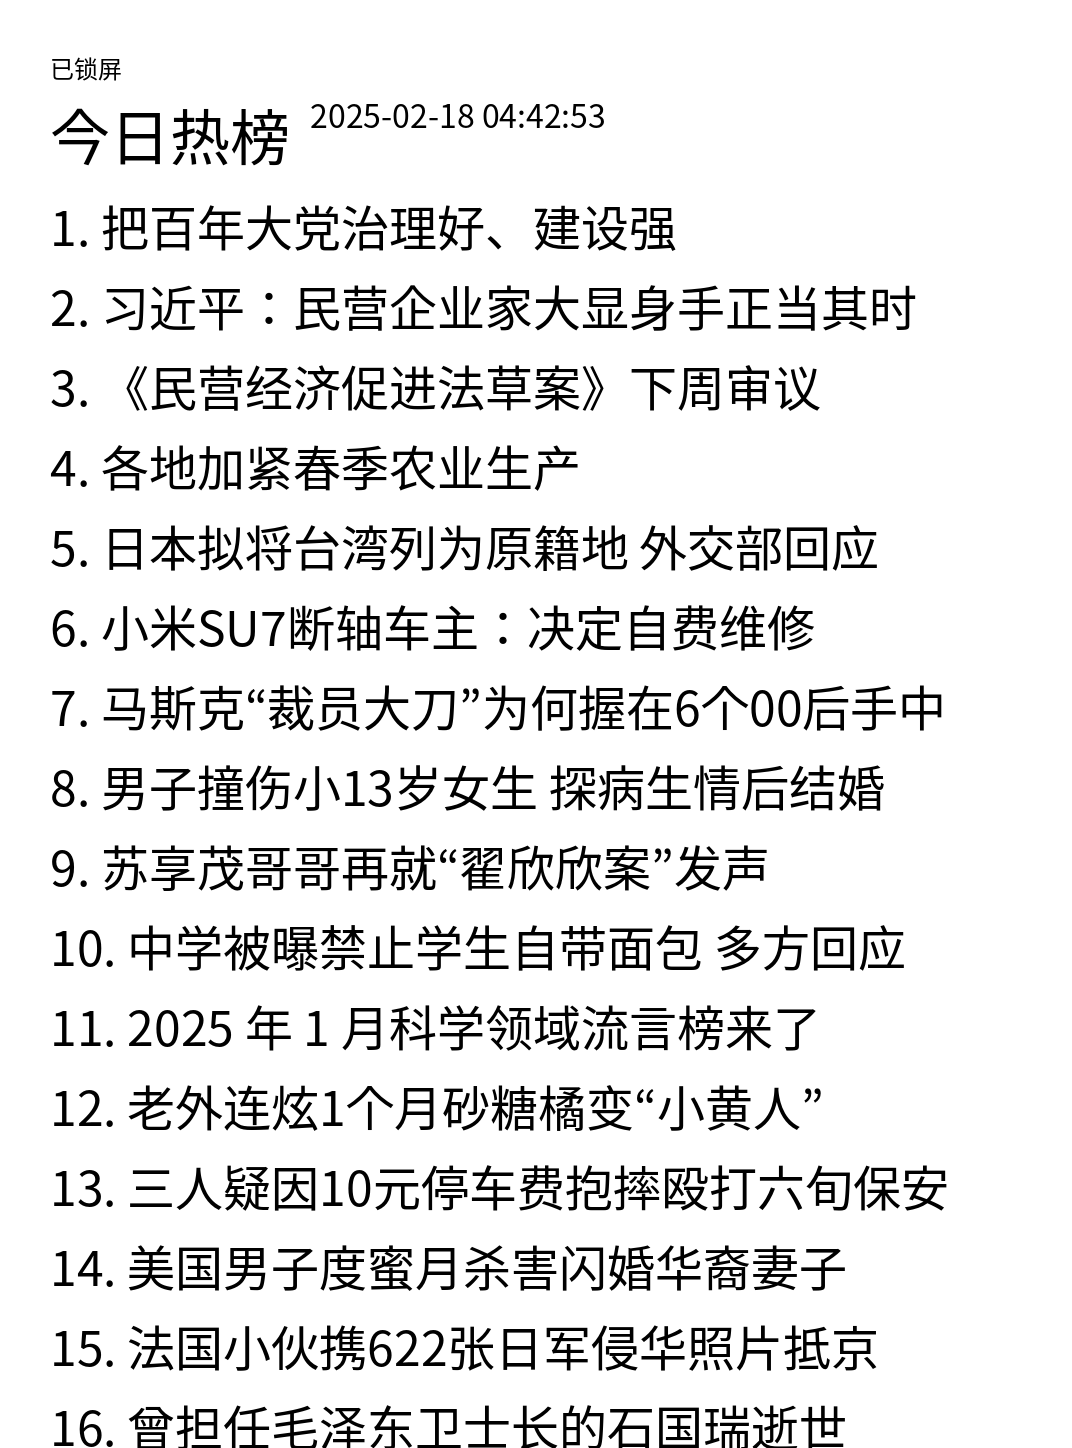 已锁屏
今日热榜 2025-02-18 04:42:53
1. 把百年大党治理好、建设强
2. 习近平：民营企业家大显身手正当其时
3. 《民营经济促进法草案》下周审议
4. 各地加紧春季农业生产
5. 日本拟将台湾列为原籍地 外交部回应
6. 小米SU7断轴车主：决定自费维修
7. 马斯克“裁员大刀”为何握在6个00后手中
8. 男子撞伤小13岁女生 探病生情后结婚
9. 苏享茂哥哥再就“翟欣欣案”发声
10. 中学被曝禁止学生自带面包 多方回应
11. 2025 年 1 月科学领域流言榜来了
12. 老外连炫1个月砂糖橘变“小黄人”
13. 三人疑因10元停车费抱摔殴打六旬保安
14. 美国男子度蜜月杀害闪婚华裔妻子
15. 法国小伙携622张日军侵华照片抵京
16. 曾担任毛泽东卫士长的石国瑞逝世